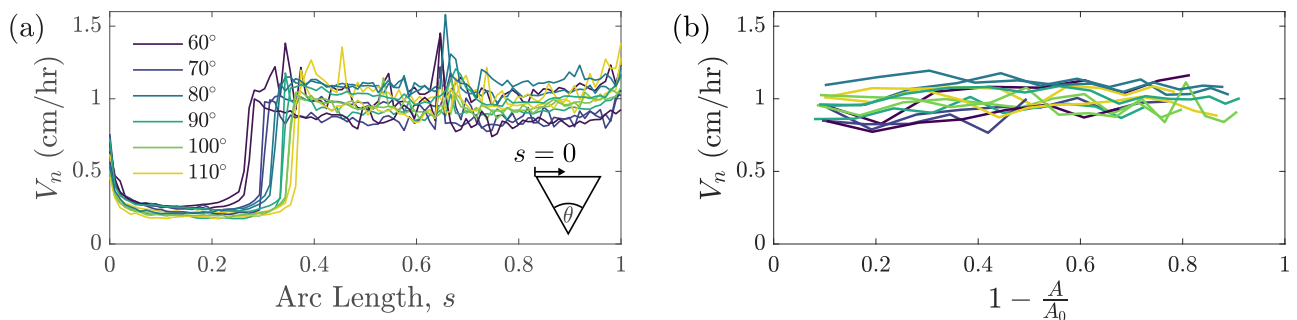 (a)
V_n (cm/hr)
1.5
1
0.5
0
60°
70°
80°
90°
100°
110°
s = 0
θ
0 0.2 0.4 0.6 0.8 1
Arc Length, s
(b)
V_n (cm/hr)
1.5
1
0.5
0
0.2 0.4 0.6 0.8 1
1 − A/A_0